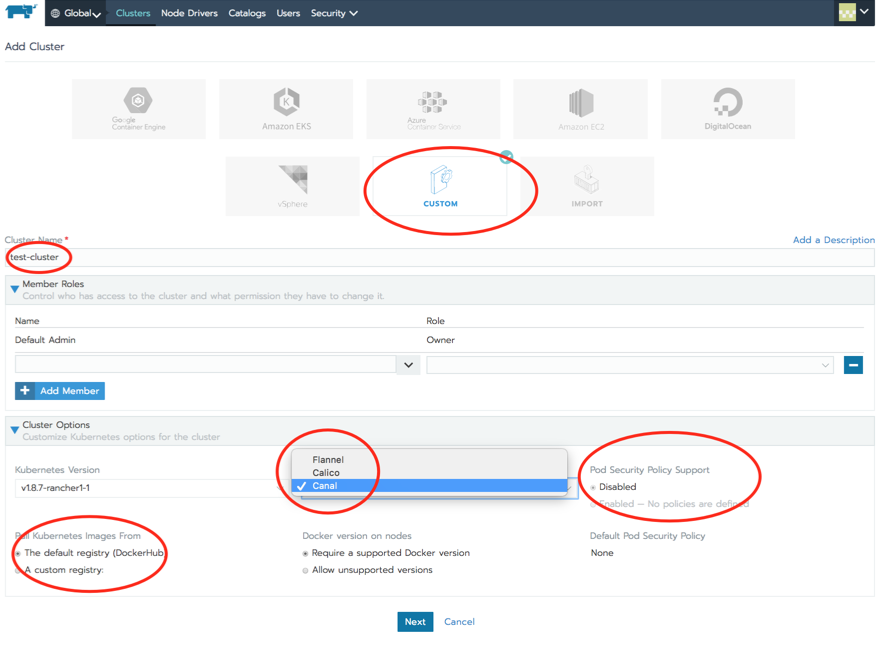 Global Clusters Node Drivers Catalogs Users Security
Add Cluster
Google
Container Engine
Amazon EKS
Azure
Container Service
Amazon EC2
DigitalOcean
vSphere
CUSTOM
IMPORT
Cluster Name *
Add a Description
test-cluster
Member Roles
Control who has access to the cluster and what permission they have to change it.
Name Role
Default Admin Owner
Add Member
Cluster Options
Customize Kubernetes options for the cluster
Kubernetes Version
v1.8.7-rancher1-1
Flannel
Calico
Canal
Pod Security Policy Support
Disabled
Enabled — No policies are defined
Pull Kubernetes Images From
The default registry (DockerHub
A custom registry:
Docker version on nodes
Require a supported Docker version
Allow unsupported versions
Default Pod Security Policy
None
Next Cancel